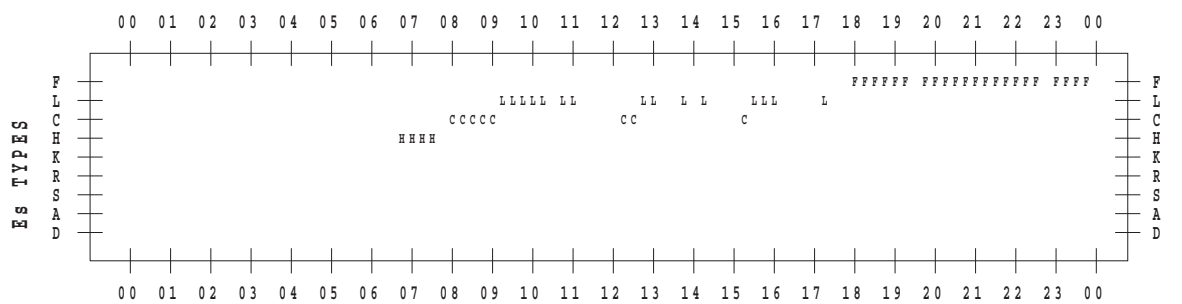 00 01 02 03 04 05 06 07 08 09 10 11 12 13 14 15 16 17 18 19 20 21 22 23 00
F FFFFFF FFFFFFFFFFFF FFFF F
L LLLLL LL LL L L LLL L L
C CCCCC CC C C
H HHHH H
K K
R R
S S
A A
D D
Es TYPES
00 01 02 03 04 05 06 07 08 09 10 11 12 13 14 15 16 17 18 19 20 21 22 23 00